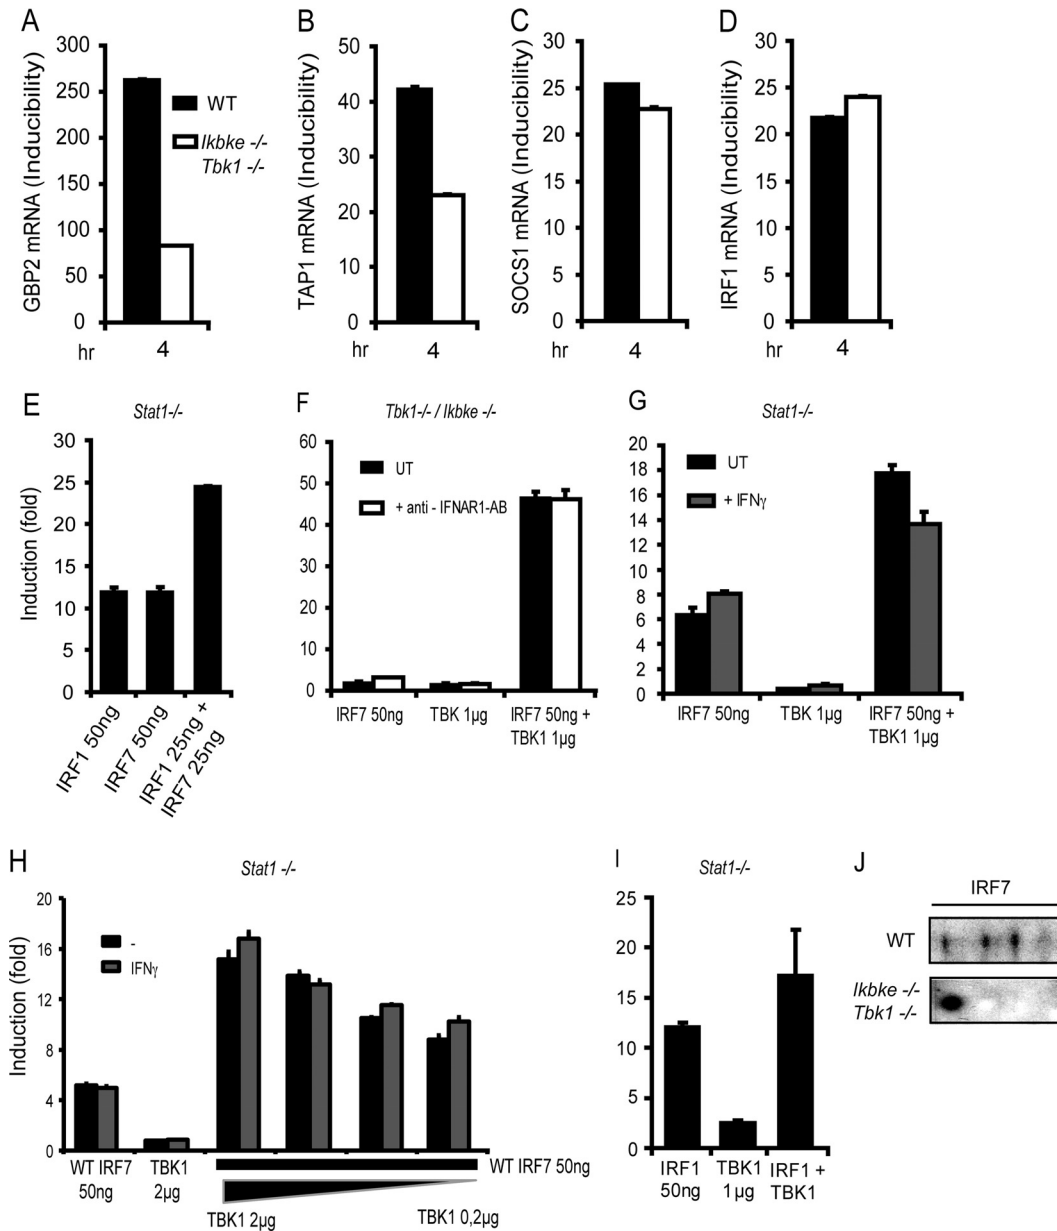 A
GBP2 mRNA (Inducibility)
300
250
200
150
100
50
0
WT
Ikbke -/-
Tbk1 -/-
hr
4
B
TAP1 mRNA (Inducibility)
50
40
30
20
10
0
4
C
SOCS1 mRNA (Inducibility)
30
25
20
15
10
5
0
4
D
IRF1 mRNA (Inducibility)
30
25
20
15
10
5
0
hr
4
E
Stat1-/-
Induction (fold)
30
25
20
15
10
5
0
IRF1 50ng
IRF7 50ng
IRF1 25ng +
IRF7 25ng
F
Tbk1-/- / Ikbke -/-
60
50
40
30
20
10
0
UT
+ anti - IFNAR1-AB
IRF7 50ng
TBK 1µg
IRF7 50ng +
TBK1 1µg
G
Stat1-/-
20
18
16
14
12
10
8
6
4
2
0
UT
+ IFNγ
IRF7 50ng
TBK 1µg
IRF7 50ng +
TBK1 1µg
H
Stat1 -/-
Induction (fold)
20
16
12
8
4
0
-
IFNγ
WT IRF7
50ng
TBK1
2µg
WT IRF7 50ng
TBK1 2µg
TBK1 0,2µg
I
Stat1-/-
25
20
15
10
5
0
IRF1
50ng
TBK1
1µg
IRF1 +
TBK1
J
IRF7
WT
Ikbke -/-
Tbk1 -/-